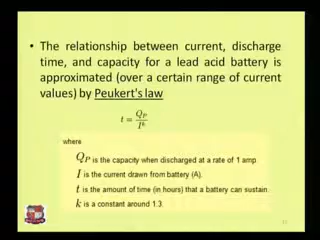 • The relationship between current, discharge
time, and capacity for a lead acid battery is
approximated (over a certain range of current
values) by Peukert's law
t = Q_P / I^k
where
Q_P is the capacity when discharged at a rate of 1 amp.
I is the current drawn from battery (A).
t is the amount of time (in hours) that a battery can sustain.
k is a constant around 1.3.